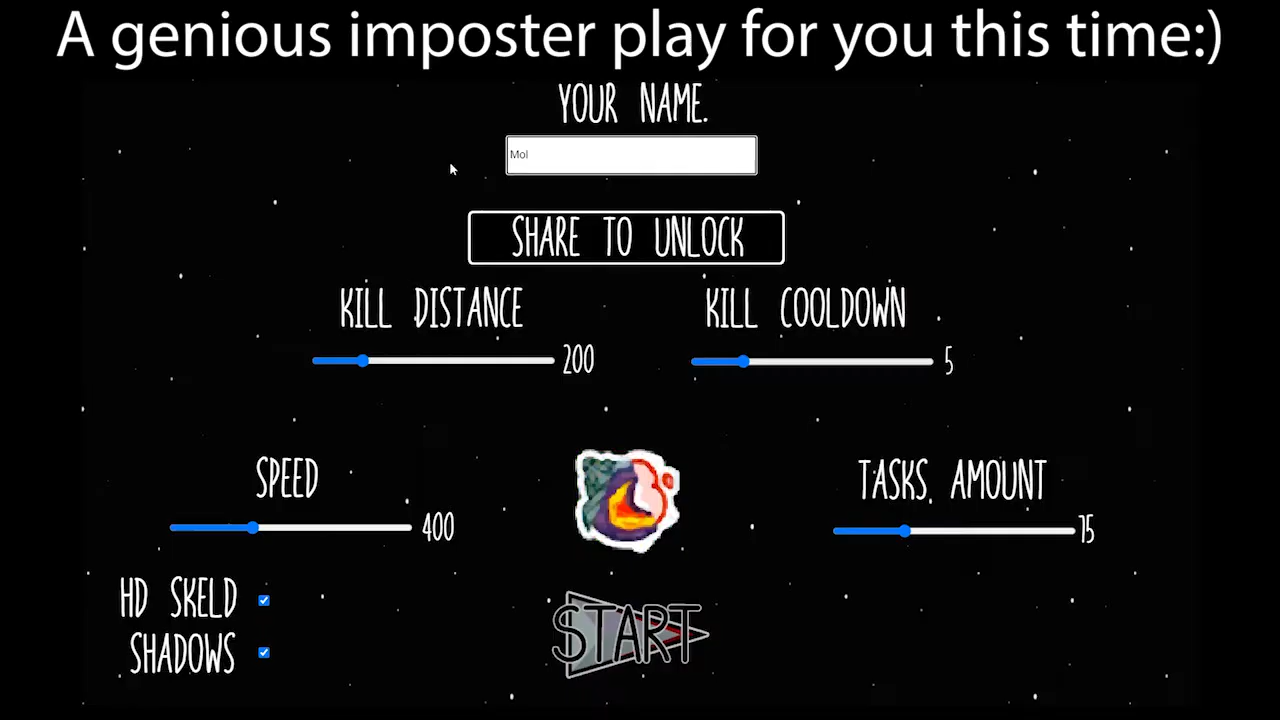 A genious imposter play for you this time:)
YOUR NAME.
Mol
SHARE TO UNLOCK
KILL DISTANCE
KILL COOLDOWN
200
5
SPEED
TASKS AMOUNT
400
15
HD SKELD
SHADOWS
START